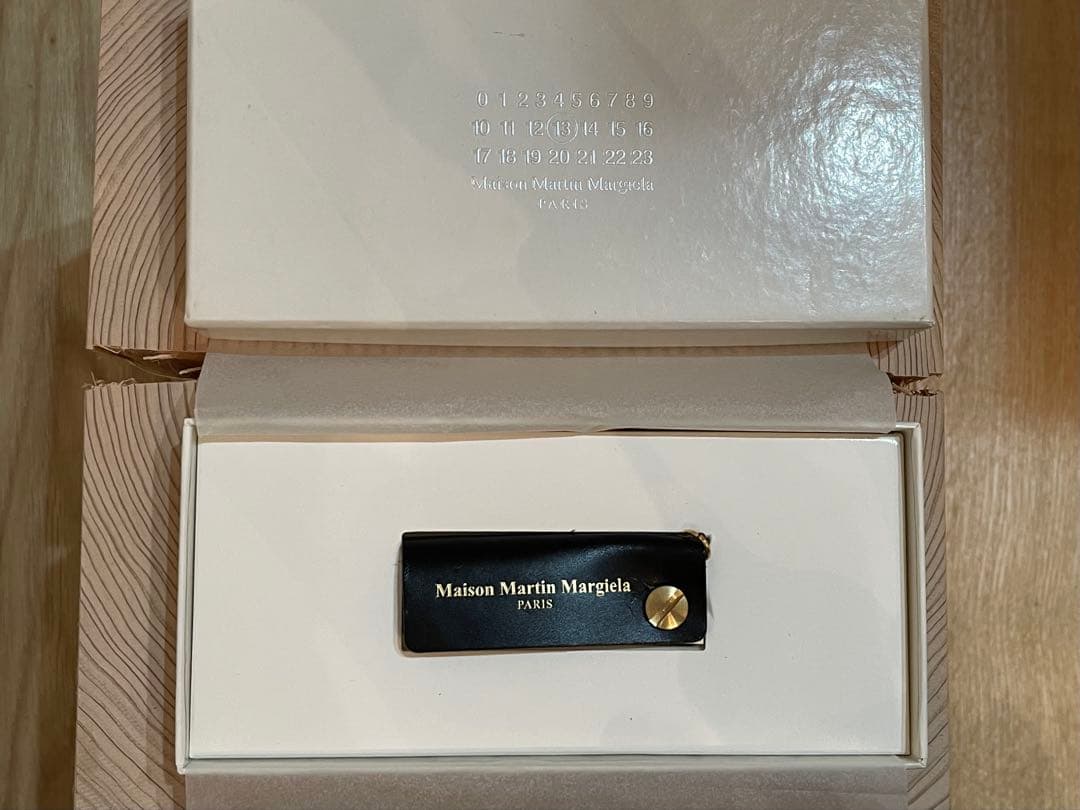 0 1 2 3 4 5 6 7 8 9
10 11 12 13 14 15 16
17 18 19 20 21 22 23
Maison Martin Margiela
PARIS
Maison Martin Margiela
PARIS